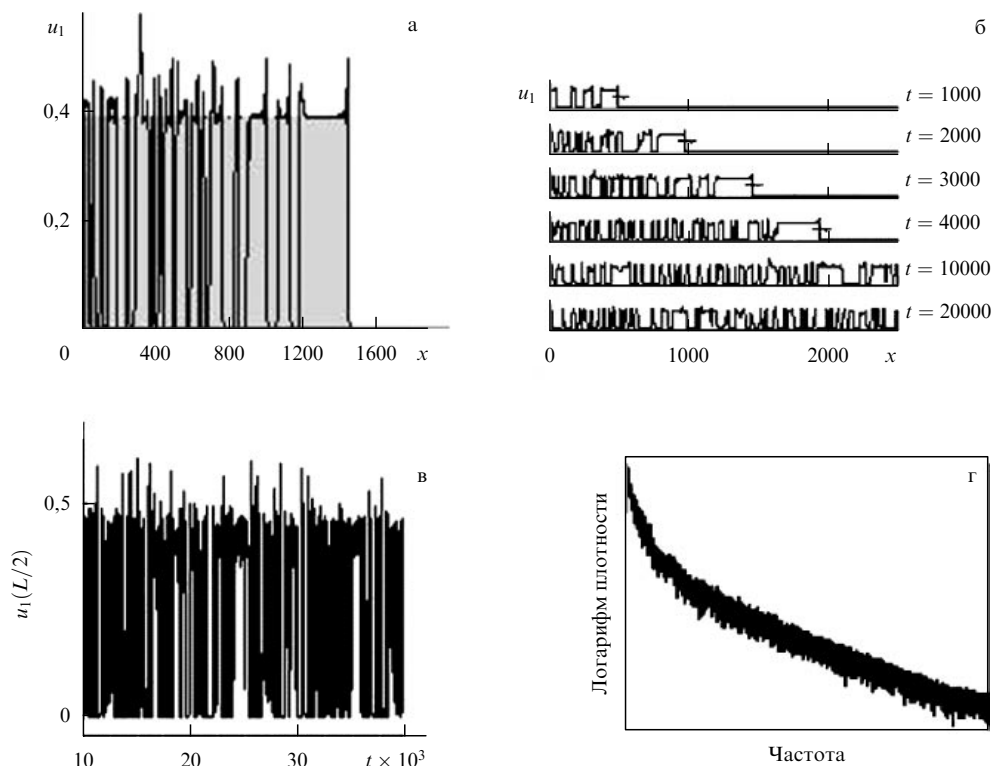 u₁
а
0,4
0,2
0
400
800
1200
1600
x
б
u₁
t = 1000
t = 2000
t = 3000
t = 4000
t = 10000
t = 20000
0
1000
2000
x
в
0,5
u₁(L/2)
0
10
20
30
t × 10³
г
Логарифм плотности
Частота